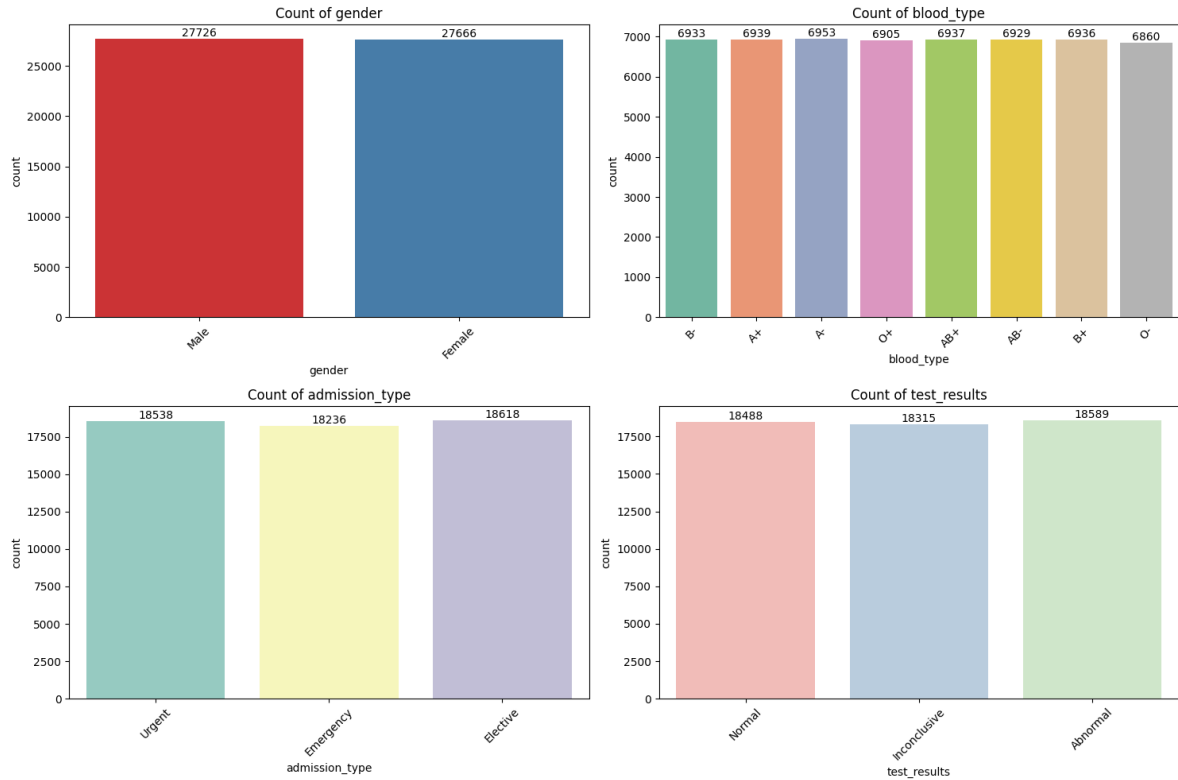 Count of gender
27726
27666
25000
20000
15000
10000
5000
0
count
Male
Female
gender
Count of blood_type
6933
6939
6953
6905
6937
6929
6936
6860
7000
6000
5000
4000
3000
2000
1000
0
count
B-
A+
A-
O+
AB+
AB-
B+
O-
blood_type
Count of admission_type
18538
18236
18618
17500
15000
12500
10000
7500
5000
2500
0
count
Urgent
Emergency
Elective
admission_type
Count of test_results
18488
18315
18589
17500
15000
12500
10000
7500
5000
2500
0
count
Normal
Inconclusive
Abnormal
test_results